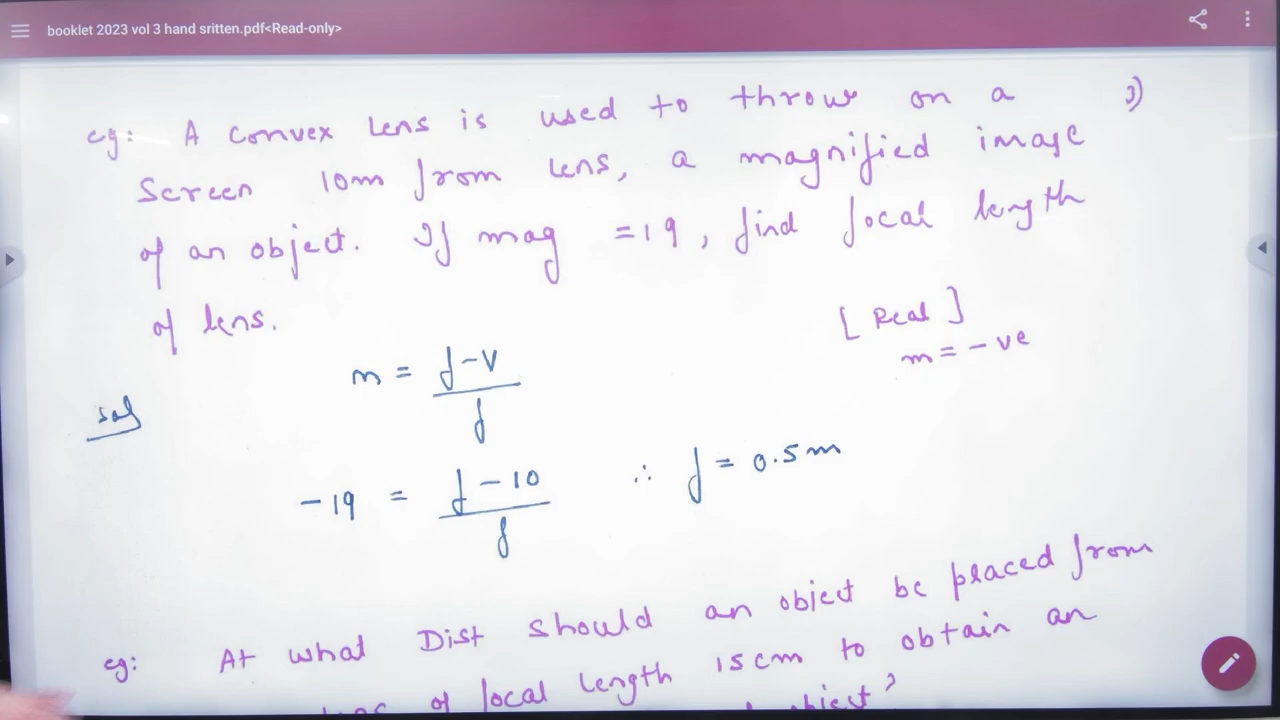 booklet 2023 vol 3 hand sritten.pdf<Read-only>
eg: A convex lens is used to throw on a
3)
Screen 10m from lens, a magnified image
of an object. If mag = 19, find focal length
of lens.
[Real]
m = - ve
sol
m = f-v
f
-19 = f-10
f
∴ f = 0.5m
eg: At what Dist should an object be placed from
of focal length 15cm to obtain an
object?